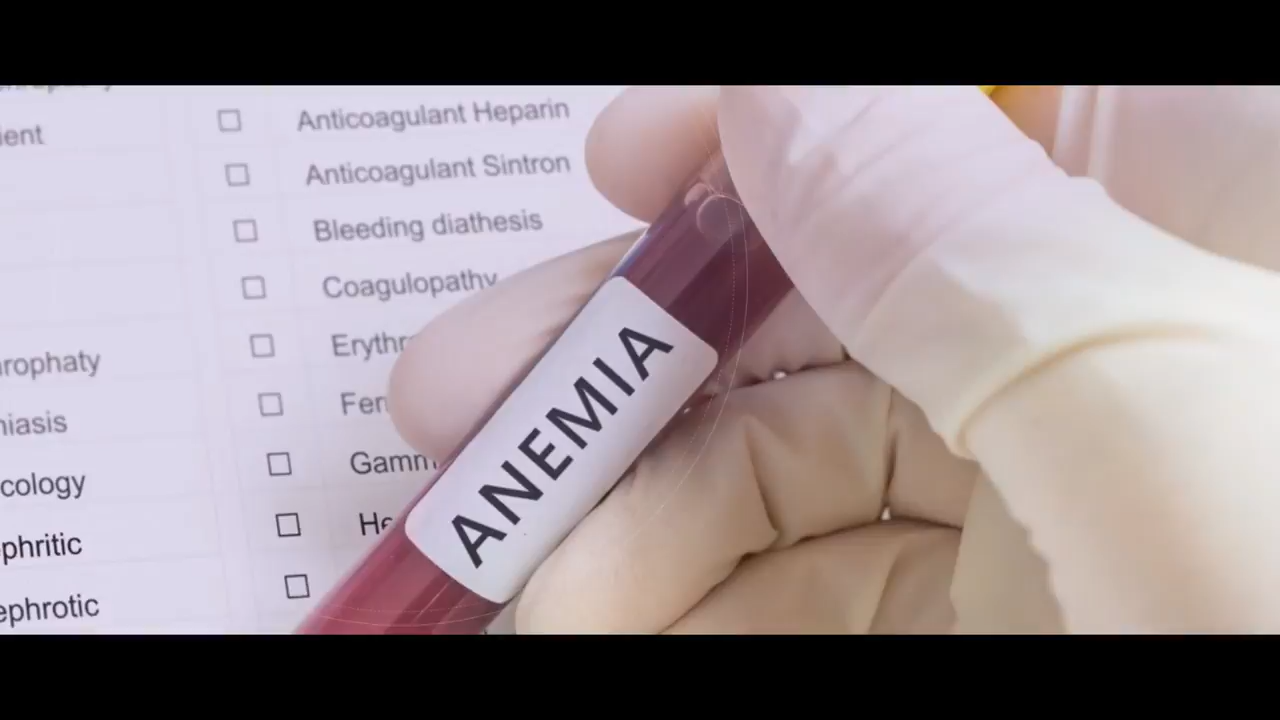 ient
Anticoagulant Heparin
Anticoagulant Sintron
Bleeding diathesis
Coagulopathy
Erythr
rophaty
Fer
iasis
Gamm
cology
He
phritic
ephrotic
ANEMIA